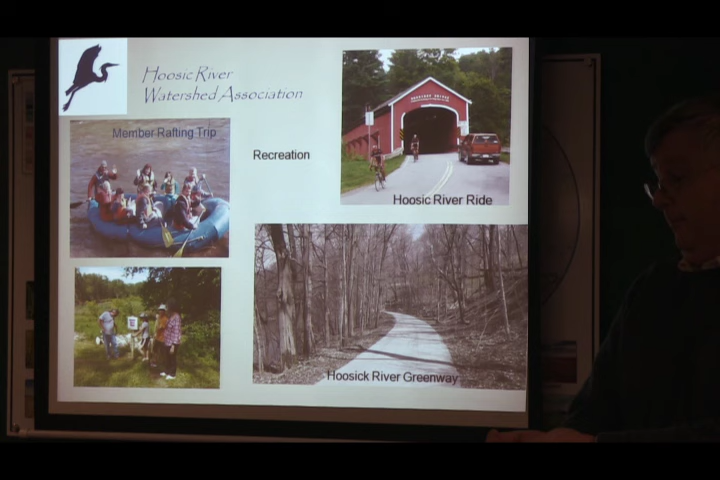 Hoosic River
Watershed Association
Member Rafting Trip
Recreation
Hoosic River Ride
Hoosick River Greenway